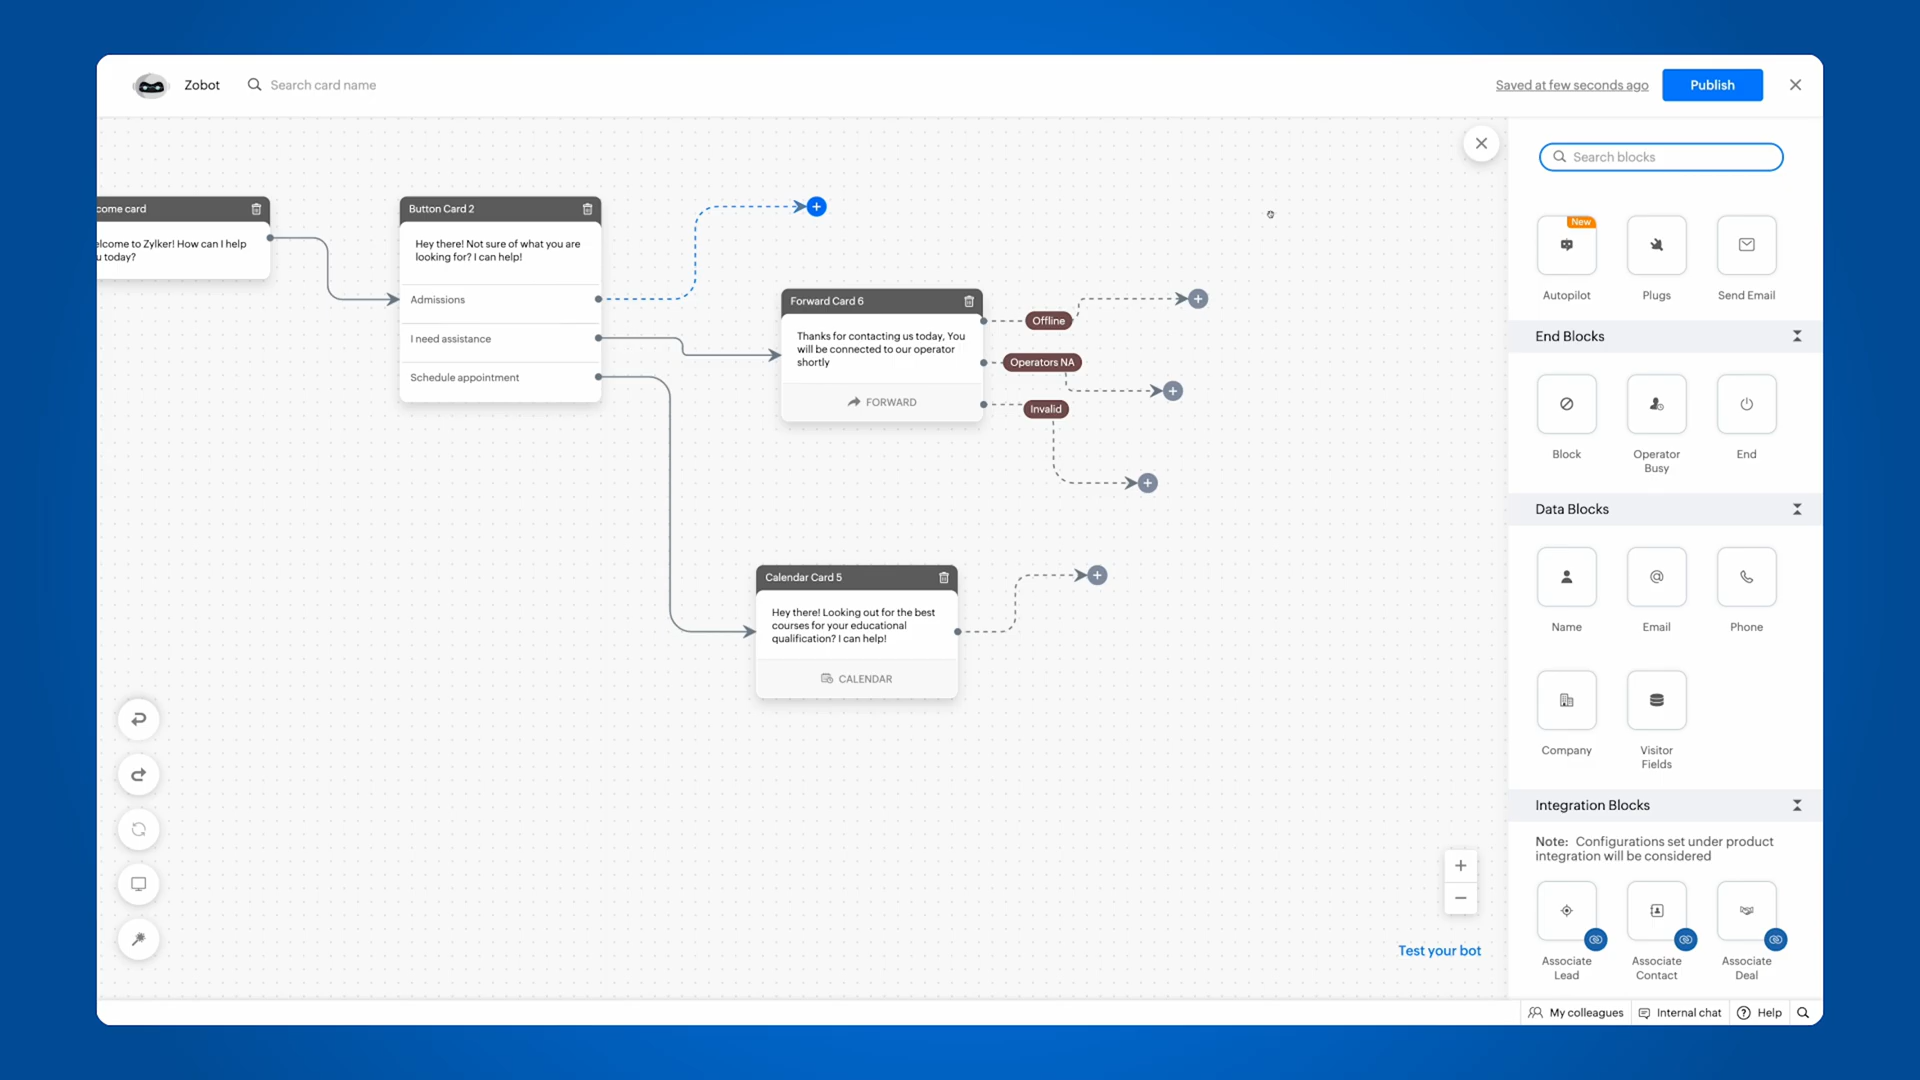 Zobot
Search card name
Saved at few seconds ago
Publish
come card
elcome to Zylker! How can I help
u today?
Button Card 2
Hey there! Not sure of what you are
looking for? I can help!
Admissions
I need assistance
Schedule appointment
Forward Card 6
Thanks for contacting us today, You
will be connected to our operator
shortly
FORWARD
Offline
Operators NA
Invalid
Calendar Card 5
Hey there! Looking out for the best
courses for your educational
qualification? I can help!
CALENDAR
Test your bot
Search blocks
New
Autopilot
Plugs
Send Email
End Blocks
Block
Operator
Busy
End
Data Blocks
Name
Email
Phone
Company
Visitor
Fields
Integration Blocks
Note: Configurations set under product
integration will be considered
Associate
Lead
Associate
Contact
Associate
Deal
My colleagues
Internal chat
Help